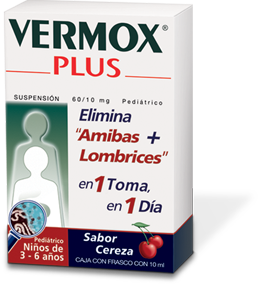 VERMOX®
PLUS
SUSPENSIÓN 60/10 mg Pediátrico
Elimina
"Amibas +
Lombrices"
en 1 Toma,
en 1 Día
Pediátrico
Niños de
3 - 6 años
Sabor
Cereza
CAJA CON FRASCO CON 10 ml